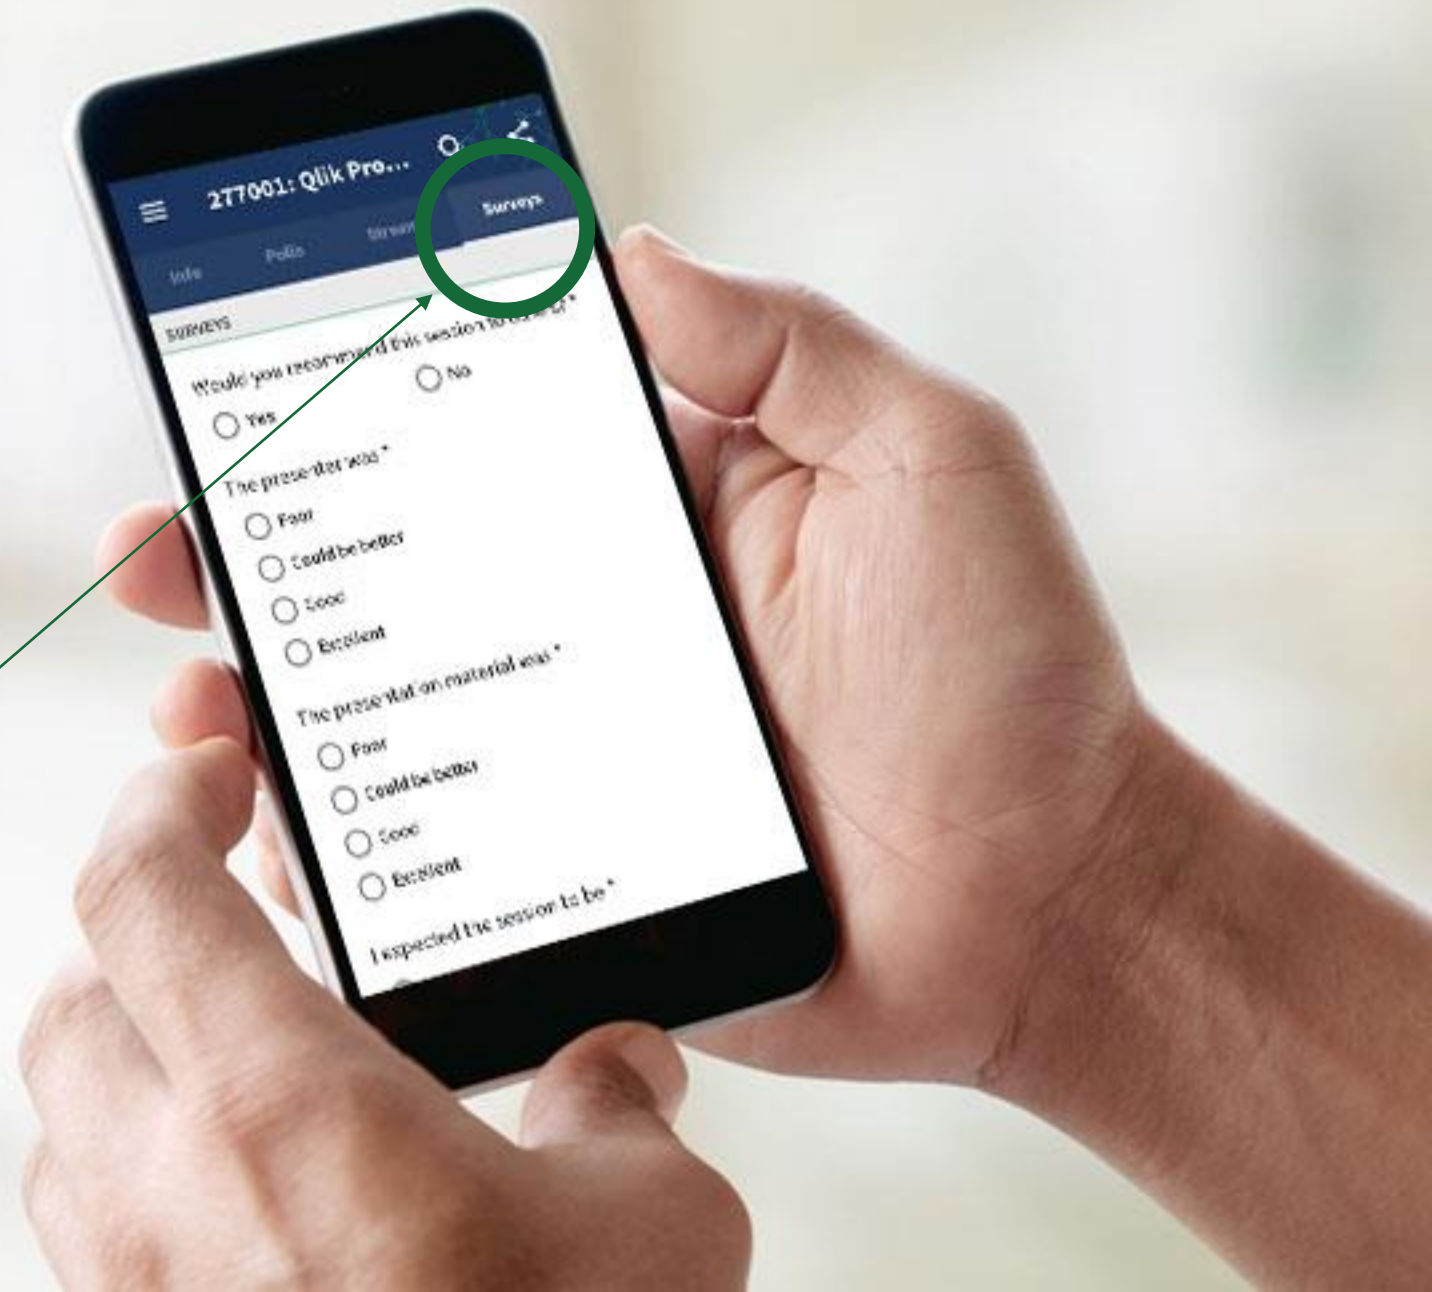 277001: Qlik Pro...
Info Polls Stream Surveys
SURVEYS
Would you recommend this session to
Yes No
The presenter was *
Poor
Could be better
Good
Excellent
The presentation material was *
Poor
Could be better
Good
Excellent
I expected the session to be *